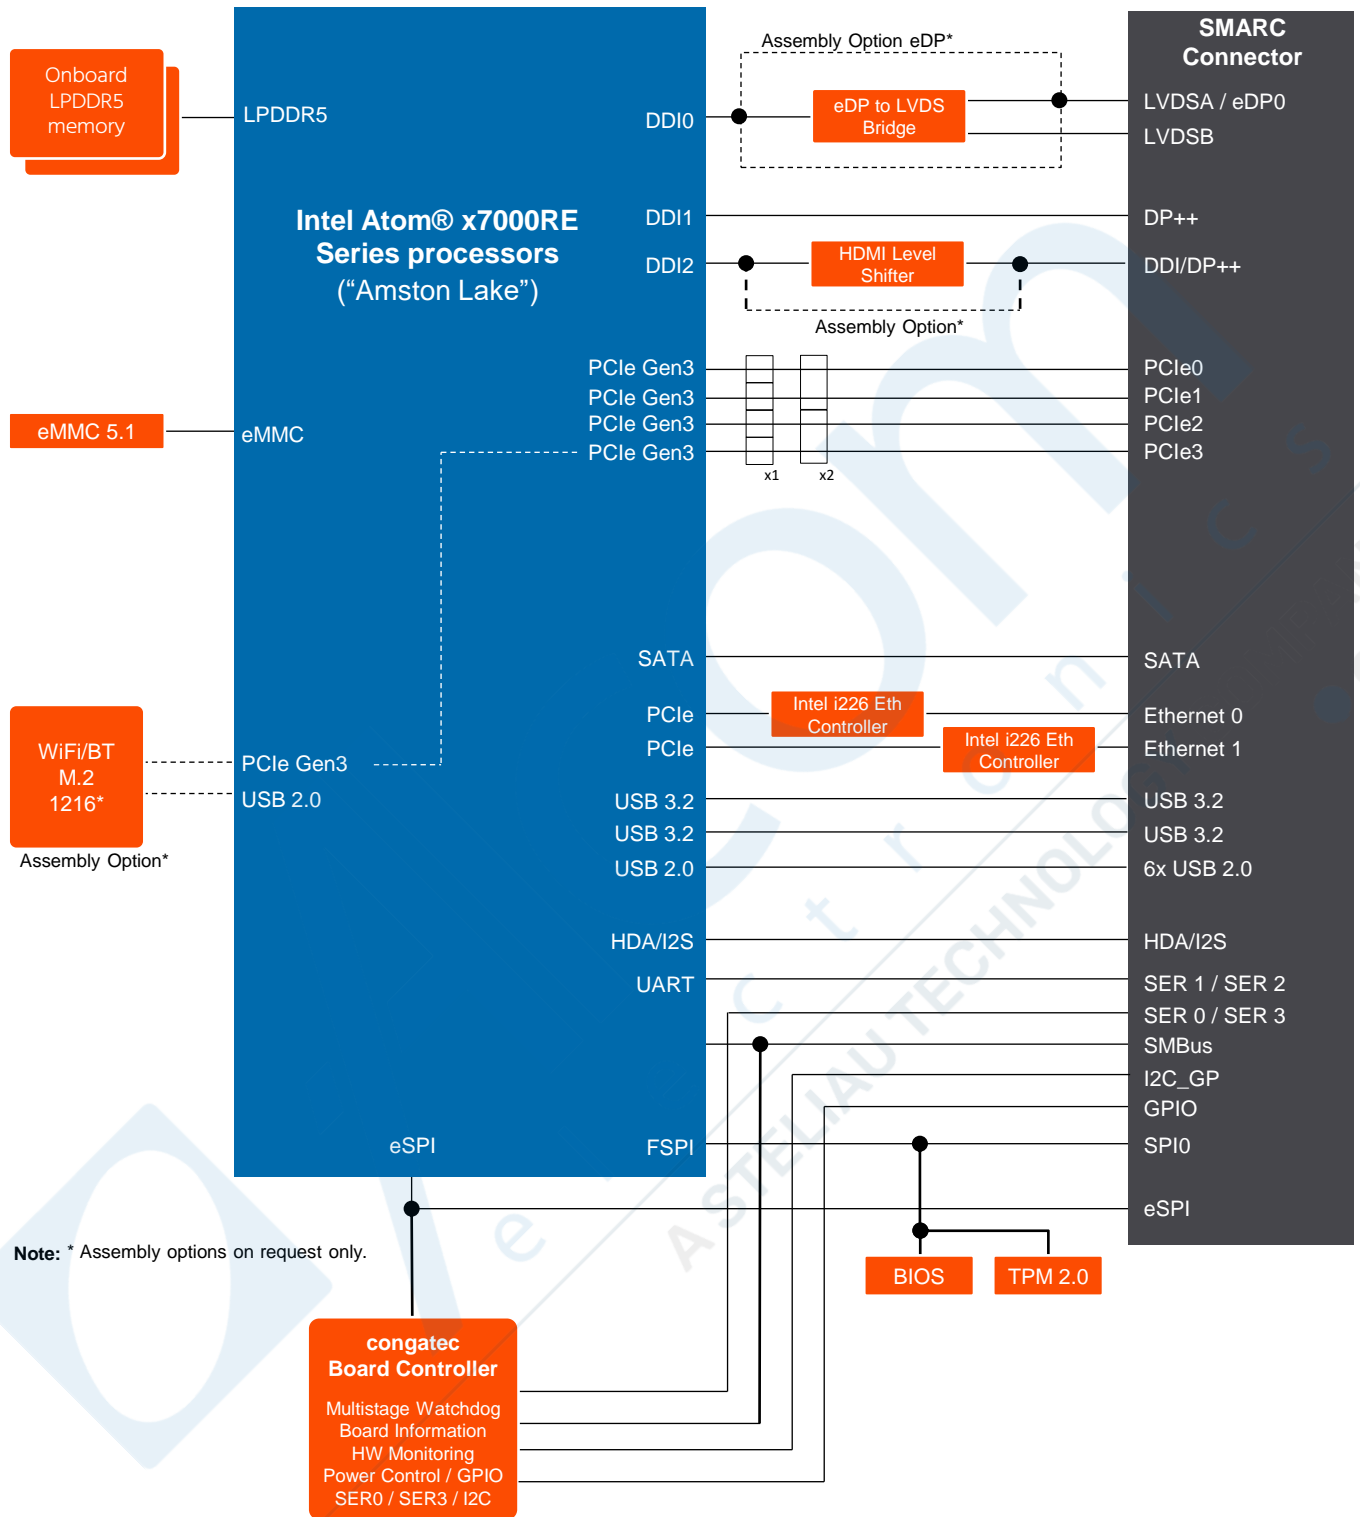 SMARC
Connector
Assembly Option eDP*
Onboard
LPDDR5
memory
LPDDR5
DDI0
eDP to LVDS
Bridge
LVDSA / eDP0
LVDSB
Intel Atom® x7000RE
Series processors
(“Amston Lake”)
DDI1
DP++
DDI2
HDMI Level
Shifter
DDI/DP++
Assembly Option*
PCIe Gen3
PCIe0
PCIe Gen3
PCIe1
PCIe Gen3
PCIe2
PCIe Gen3
PCIe3
x1
x2
eMMC 5.1
eMMC
SATA
SATA
PCIe
Intel i226 Eth
Controller
Ethernet 0
PCIe
Intel i226 Eth
Controller
Ethernet 1
WiFi/BT
M.2
1216*
Assembly Option*
PCIe Gen3
USB 2.0
USB 3.2
USB 3.2
USB 3.2
USB 3.2
USB 2.0
6x USB 2.0
HDA/I2S
HDA/I2S
UART
SER 1 / SER 2
SER 0 / SER 3
SMBus
I2C_GP
GPIO
eSPI
FSPI
SPI0
eSPI
Note: * Assembly options on request only.
BIOS
TPM 2.0
congatec
Board Controller
Multistage Watchdog
Board Information
HW Monitoring
Power Control / GPIO
SER0 / SER3 / I2C
ASTELIAU TECHNOLOGY